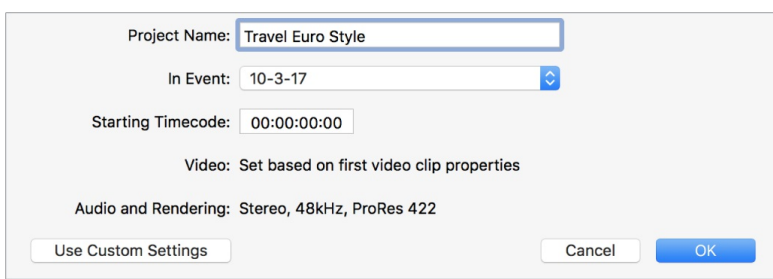 Project Name: Travel Euro Style
In Event: 10-3-17
Starting Timecode: 00:00:00:00
Video: Set based on first video clip properties
Audio and Rendering: Stereo, 48kHz, ProRes 422
Use Custom Settings Cancel OK